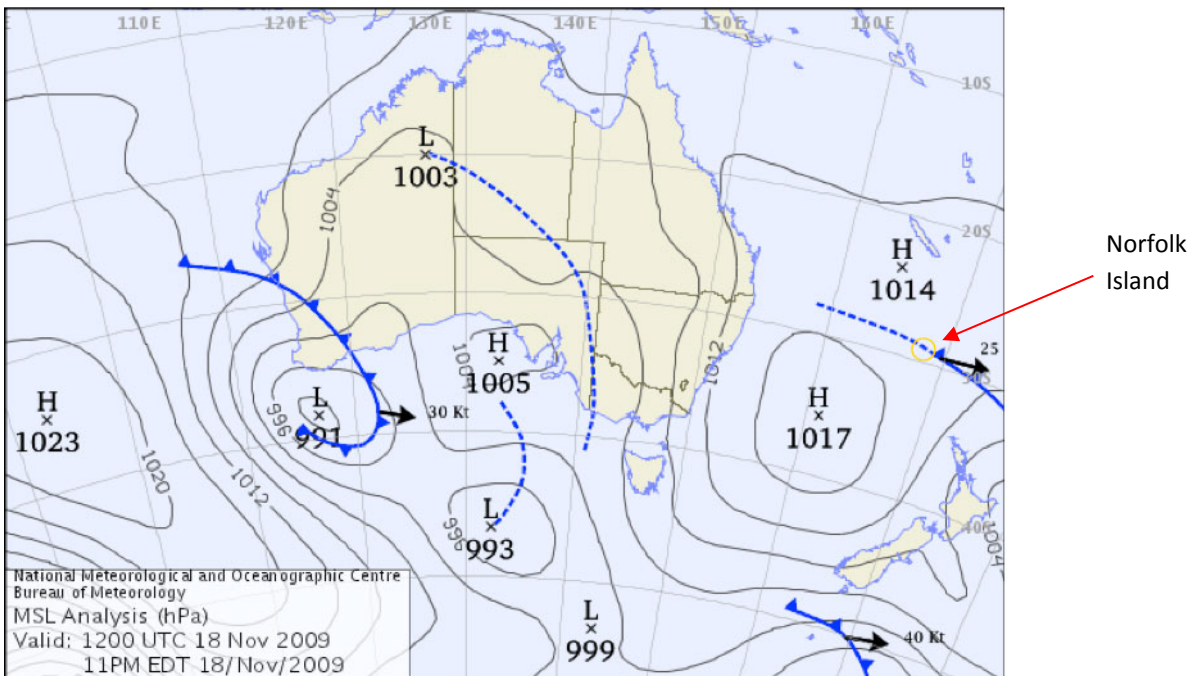 110E 120E 130E 140E 150E 160E
10S
20S
30S
40S
L
1003
H
1014
H
1005
H
1017
H
1023
L
991
L
993
L
999
1004
1004
1012
996
1020
1012
996
1004
25
30 Kt
40 Kt
Norfolk
Island
National Meteorological and Oceanographic Centre
Bureau of Meteorology
MSL Analysis (hPa)
Valid: 1200 UTC 18 Nov 2009
11PM EDT 18/Nov/2009